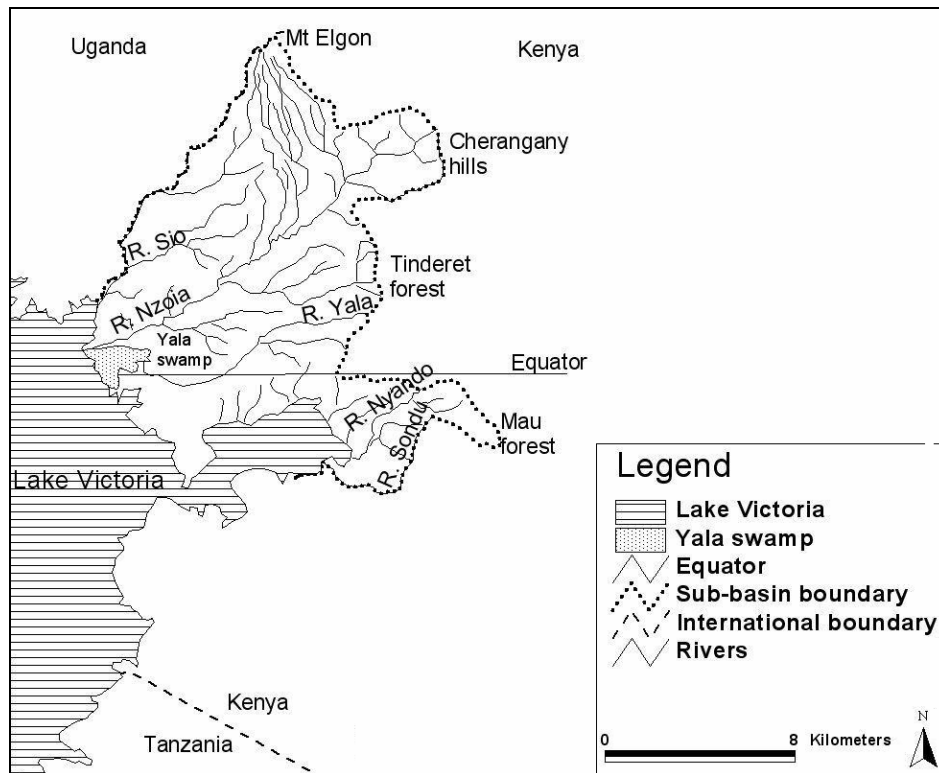 Uganda
Mt Elgon
Kenya
Cherangany
hills
R. Sio
Tinderet
forest
R. Nzoia
R. Yala
Yala
swamp
Equator
R. Nyando
R. Sondu
Mau
forest
Lake Victoria
Legend
Lake Victoria
Yala swamp
Equator
Sub-basin boundary
International boundary
Rivers
Kenya
Tanzania
0 8 Kilometers
N